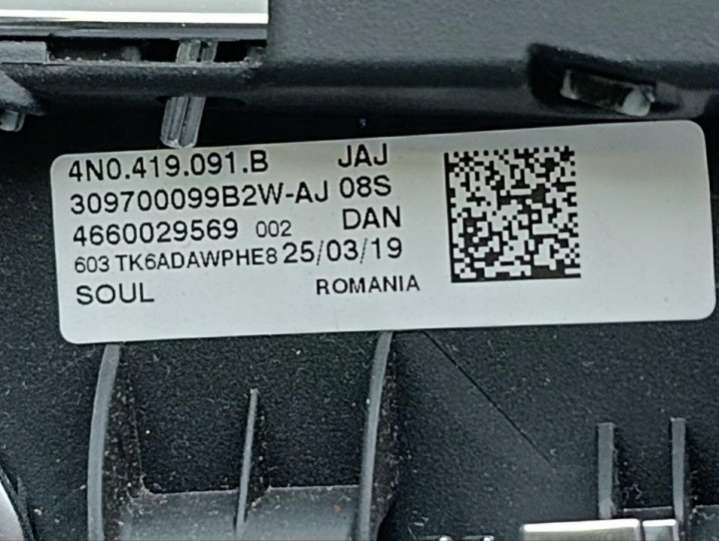 4N0.419.091.B JAJ
309700099B2W-AJ 08S
4660029569 002 DAN
603 TK6ADAWPHE8 25/03/19
SOUL ROMANIA